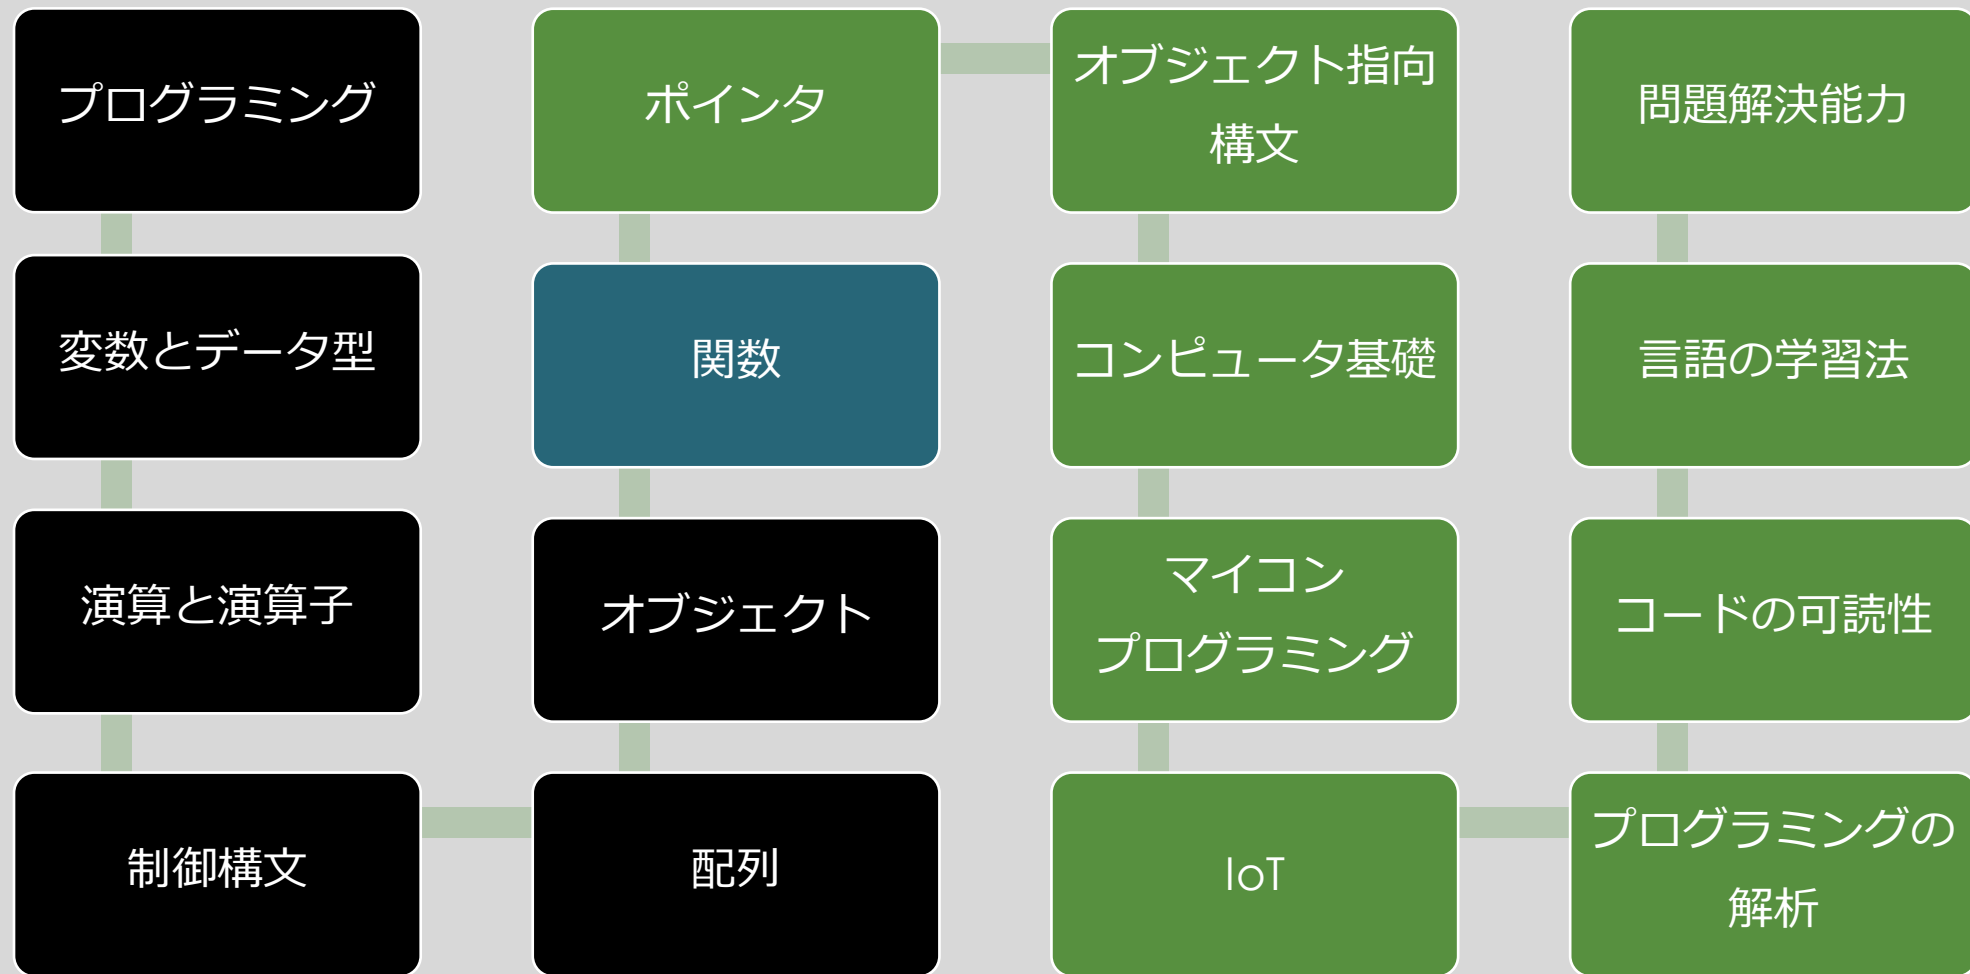 プログラミング
変数とデータ型
演算と演算子
制御構文
配列
オブジェクト
関数
ポインタ
オブジェクト指向
構文
コンピュータ基礎
マイコン
プログラミング
IoT
プログラミングの
解析
コードの可読性
言語の学習法
問題解決能力